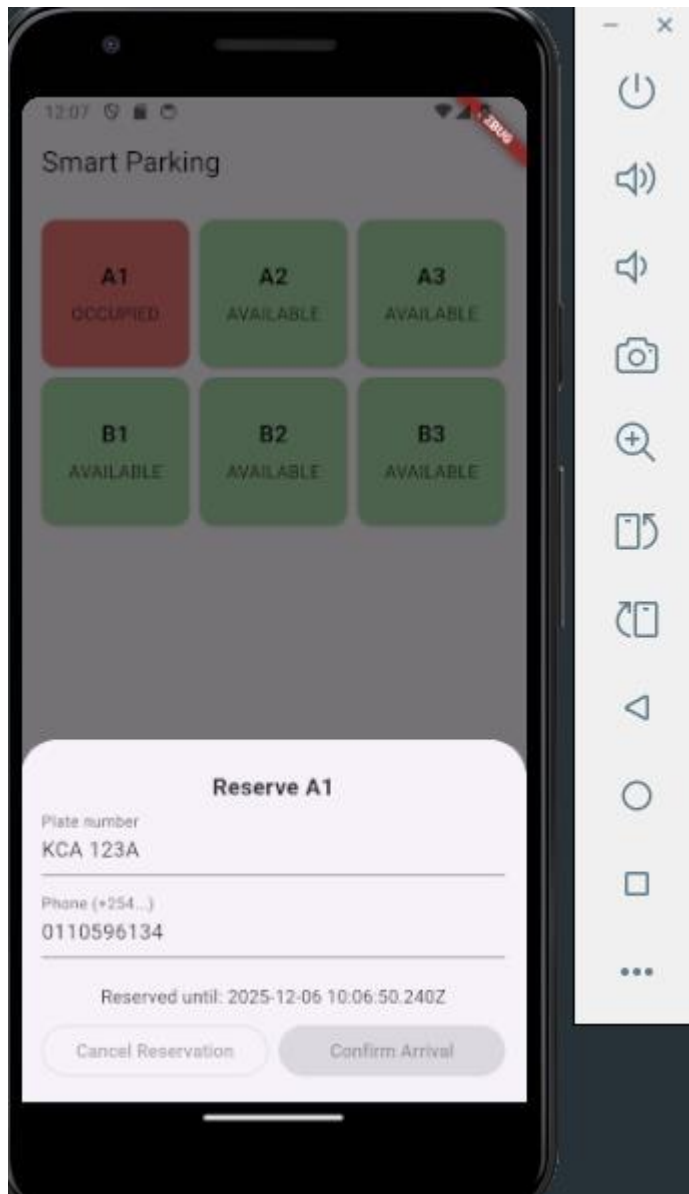 12:07
Smart Parking
A1 A2 A3
OCCUPIED AVAILABLE AVAILABLE
B1 B2 B3
AVAILABLE AVAILABLE AVAILABLE
Reserve A1
Plate number
KCA 123A
Phone (+254...)
0110596134
Reserved until: 2025-12-06 10:06:50.240Z
Cancel Reservation Confirm Arrival